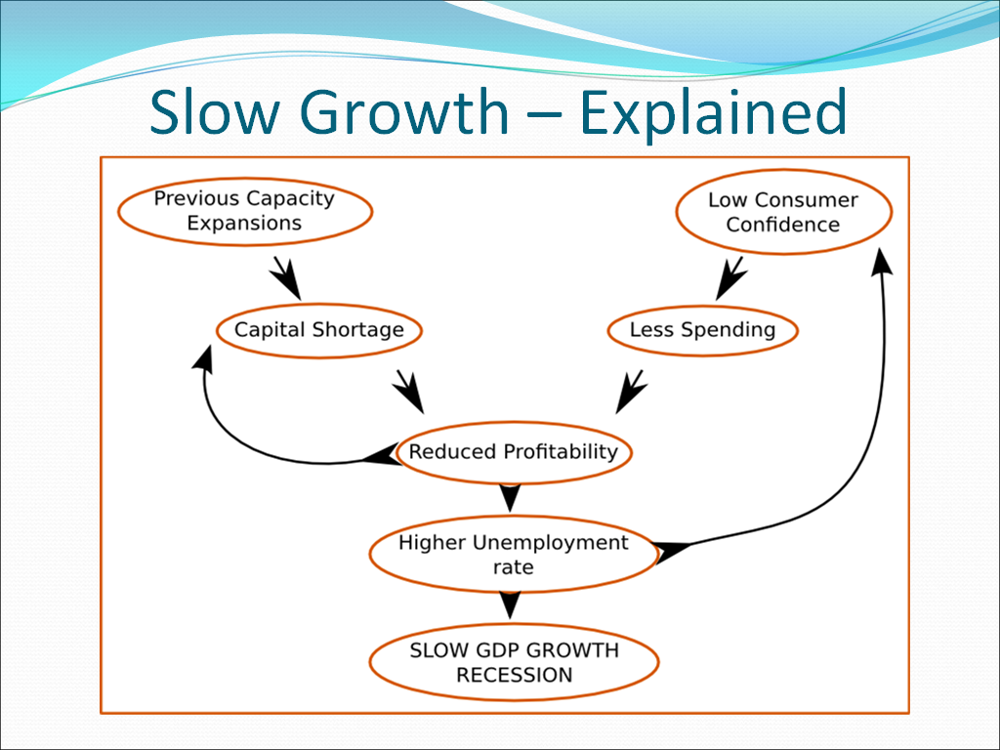 Slow Growth – Explained
Previous Capacity
Expansions
Low Consumer
Confidence
Capital Shortage
Less Spending
Reduced Profitability
Higher Unemployment
rate
SLOW GDP GROWTH
RECESSION